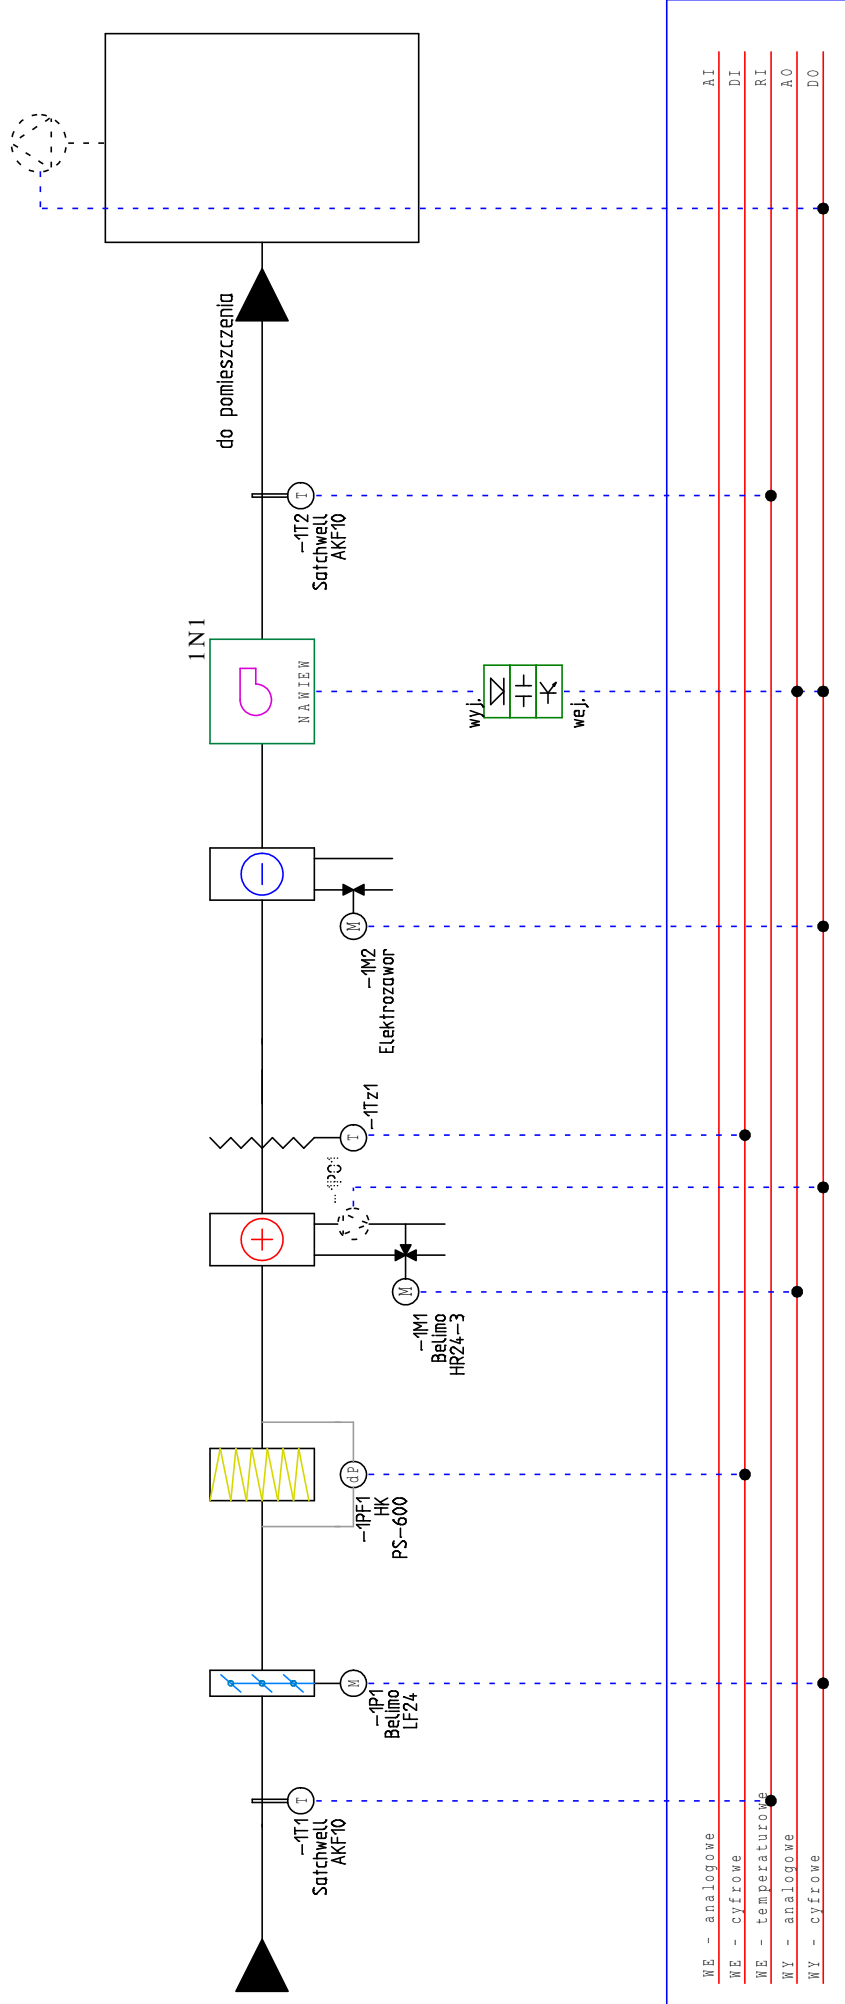 WE - analogowe
AI
WE - cyfrowe
DI
WE - temperaturowe
RI
WY - analogowe
AO
WY - cyfrowe
DO
T
-1T1
Satchwell
AKF10
M
-1P1
Belimo
LF24
dP
-1PF1
HK
PS-600
M
-1M1
Belimo
HR24-3
-1PO1
T
-1Tz1
M
-1M2
Elektrozawor
1N1
NAWIEW
wyj.
wej.
T
-1T2
Satchwell
AKF10
do pomieszczenia